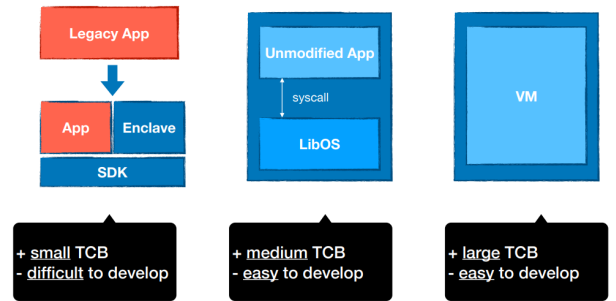 Legacy App
App
Enclave
SDK
+ small TCB
- difficult to develop
Unmodified App
syscall
LibOS
+ medium TCB
- easy to develop
VM
+ large TCB
- easy to develop